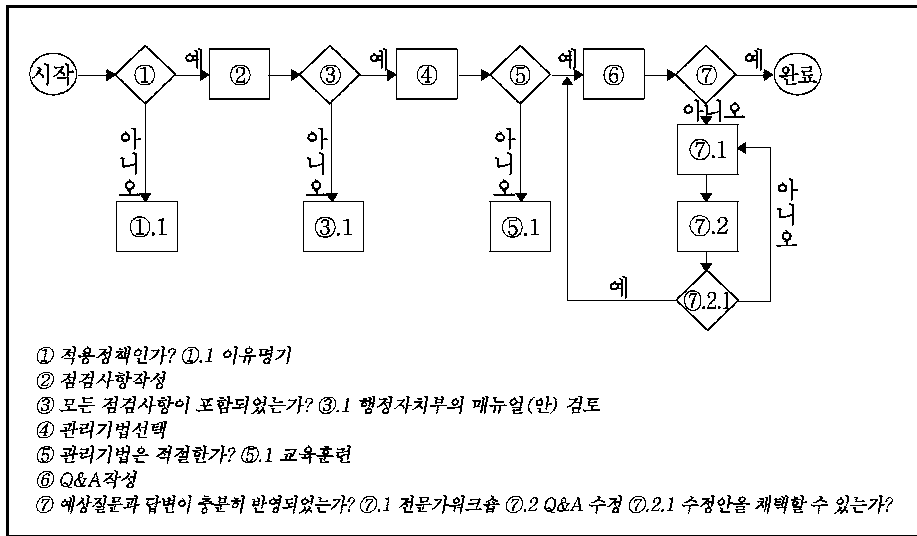 시작 ① 예 ② ③ 예 ④ ⑤ 예 ⑥ ⑦ 예 완료
아니오 아니오 아니오 아니오
⑦.1
아니오
①.1 ③.1 ⑤.1 ⑦.2
예 ⑦.2.1
① 적용정책인가? ①.1 이유명기
② 점검사항작성
③ 모든 점검사항이 포함되었는가? ③.1 행정자치부의 메뉴얼(안) 검토
④ 관리기법선택
⑤ 관리기법은 적절한가? ⑤.1 교육훈련
⑥ Q&A작성
⑦ 예상질문과 답변이 충분히 반영되었는가? ⑦.1 전문가워크숍 ⑦.2 Q&A 수정 ⑦.2.1 수정안을 채택할 수 있는가?